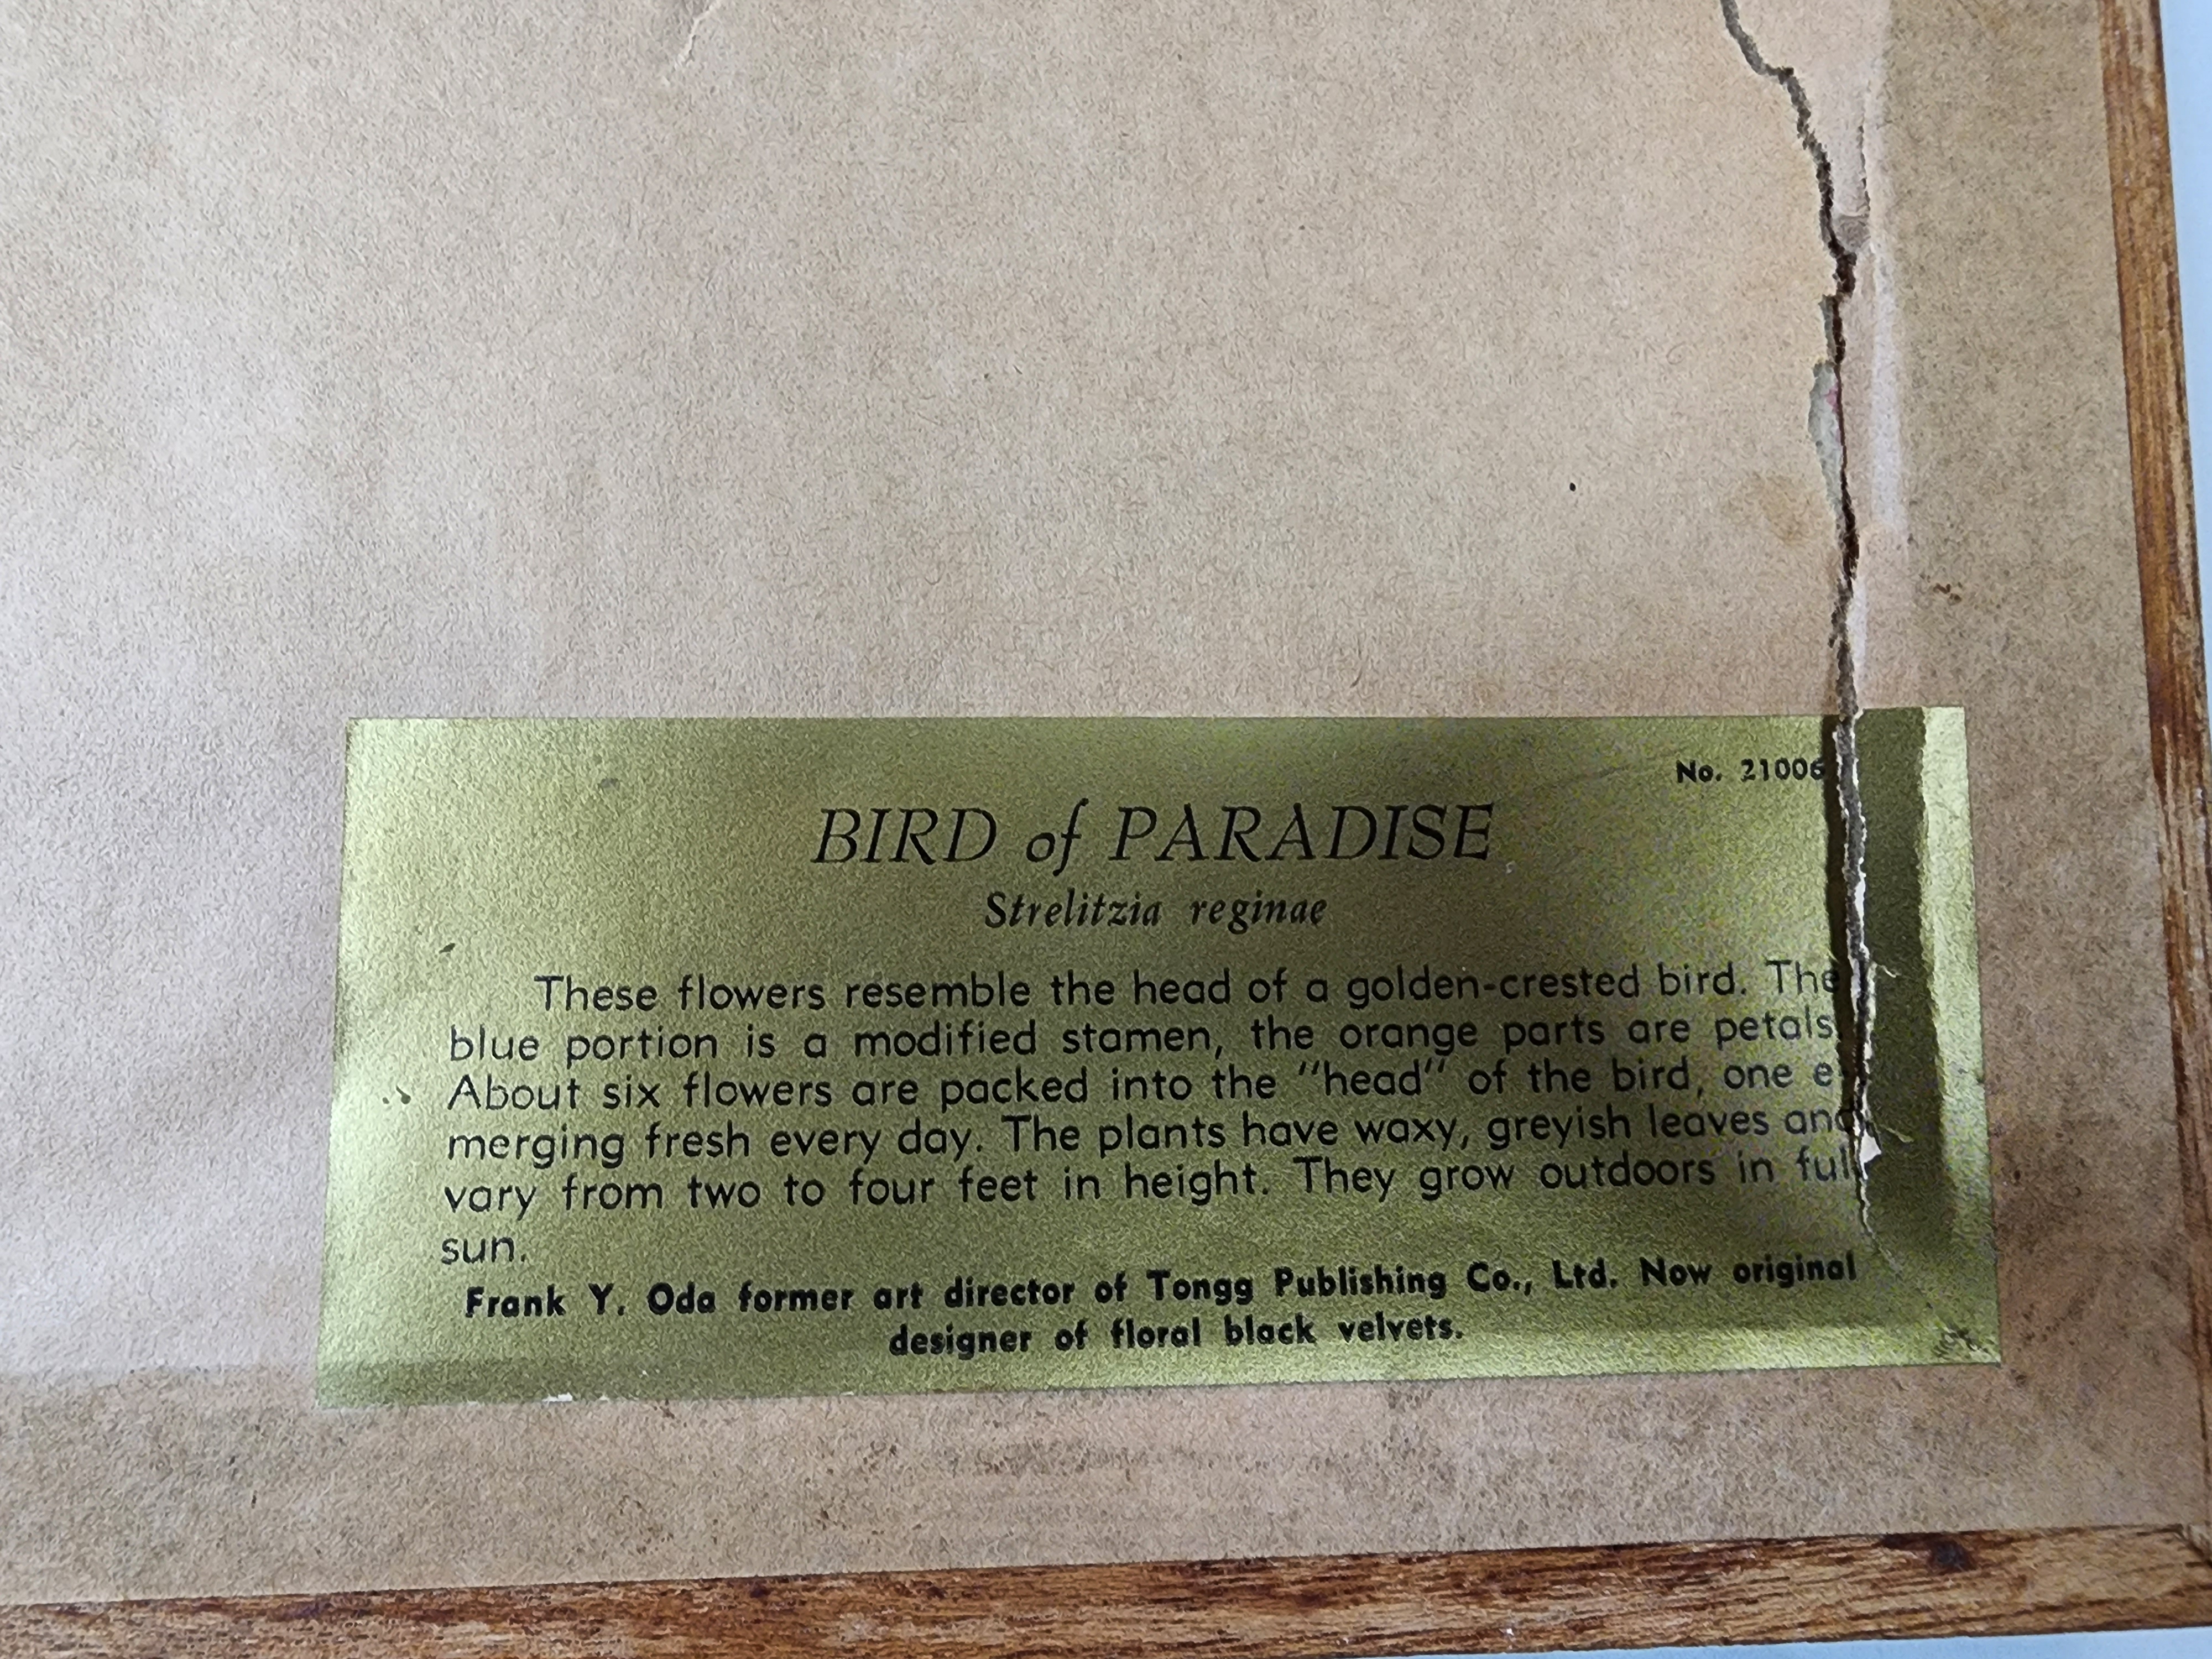 No. 21006
BIRD of PARADISE
Strelitzia reginae
These flowers resemble the head of a golden-crested bird. The
blue portion is a modified stamen, the orange parts are petals.
About six flowers are packed into the "head" of the bird, one e
merging fresh every day. The plants have waxy, greyish leaves and
vary from two to four feet in height. They grow outdoors in full
sun.
Frank Y. Oda former art director of Tongg Publishing Co., Ltd. Now original
designer of floral black velvets.